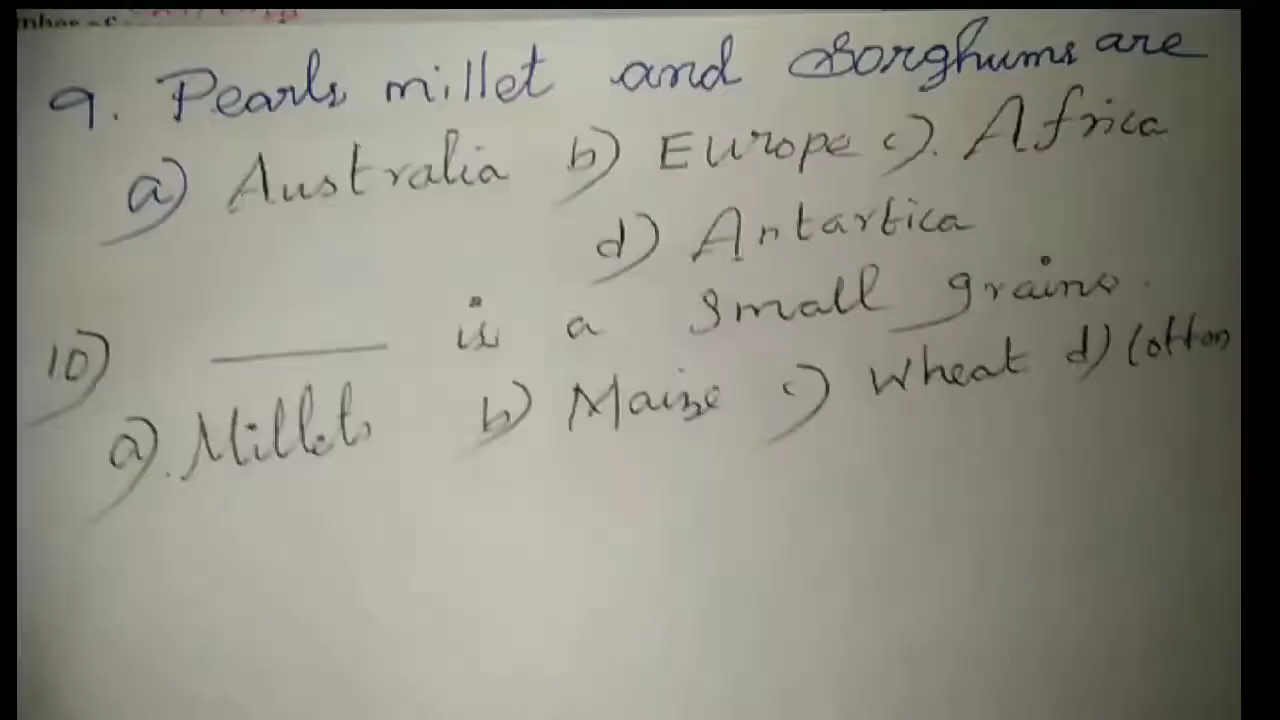 9. Pearls millet and Sorghums are
a) Australia b) Europe c). Africa
d) Antartica
10) ______ is a small grains.
a). Millets b) Maize c) Wheat d) Cotton